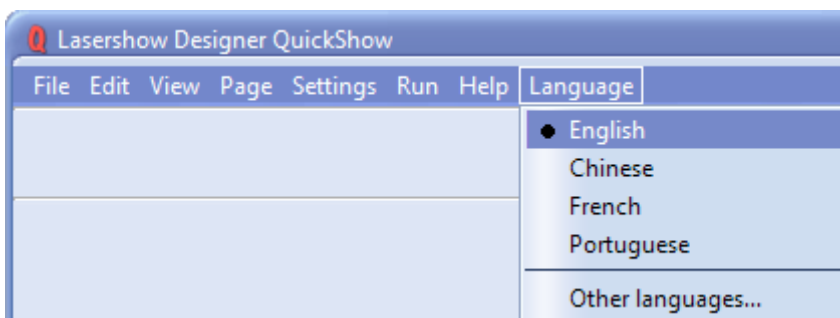 Lasershow Designer QuickShow
File Edit View Page Settings Run Help Language
English
Chinese
French
Portuguese
Other languages...